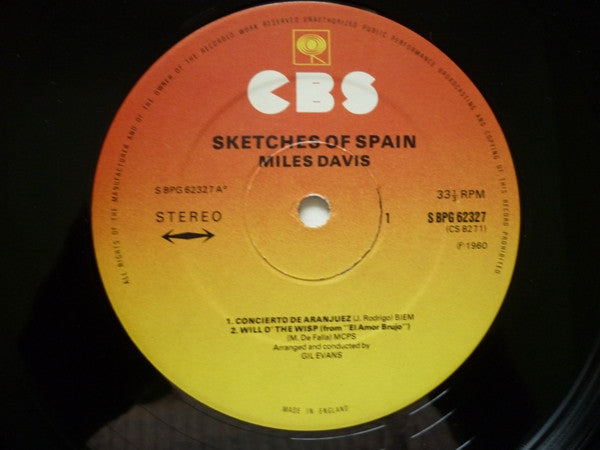 ALL RIGHTS OF THE MANUFACTURER AND OF THE OWNER OF THE RECORDED WORK RESERVED UNAUTHORIZED PUBLIC PERFORMANCE BROADCASTING AND COPYING OF THIS RECORD PROHIBITED
CBS
SKETCHES OF SPAIN
MILES DAVIS
S BPG 62327 A°
33⅓ RPM
STEREO
1
S BPG 62327
(CS 8271)
℗ 1960
1. CONCIERTO DE ARANJUEZ (J. Rodrigo) BIEM
2. WILL O' THE WISP (from "El Amor Brujo")
(M. De Falla) MCPS
Arranged and conducted by
GIL EVANS
MADE IN ENGLAND